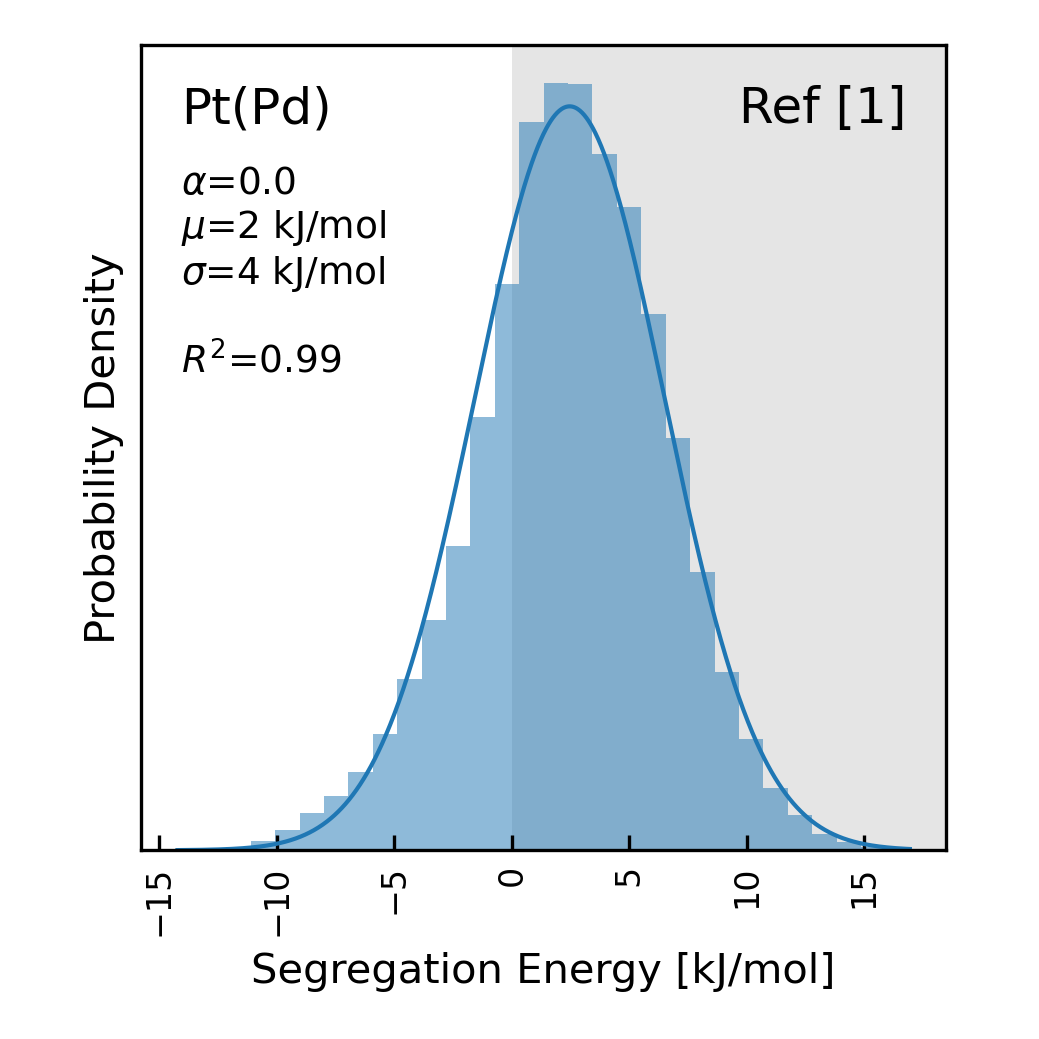 Pt(Pd)
Ref [1]
α=0.0
μ=2 kJ/mol
σ=4 kJ/mol
R²=0.99
Probability Density
−15
−10
−5
0
5
10
15
Segregation Energy [kJ/mol]